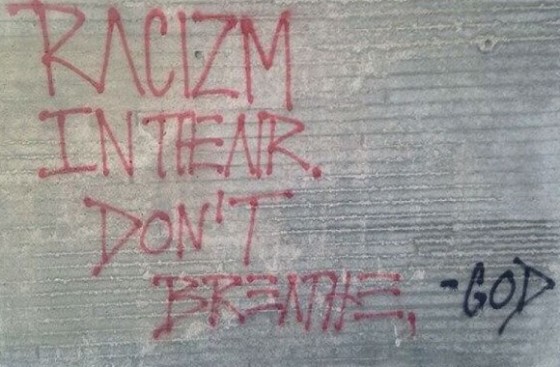 RACIZM
IN THE AIR.
DON'T
BREATHE, -GOD